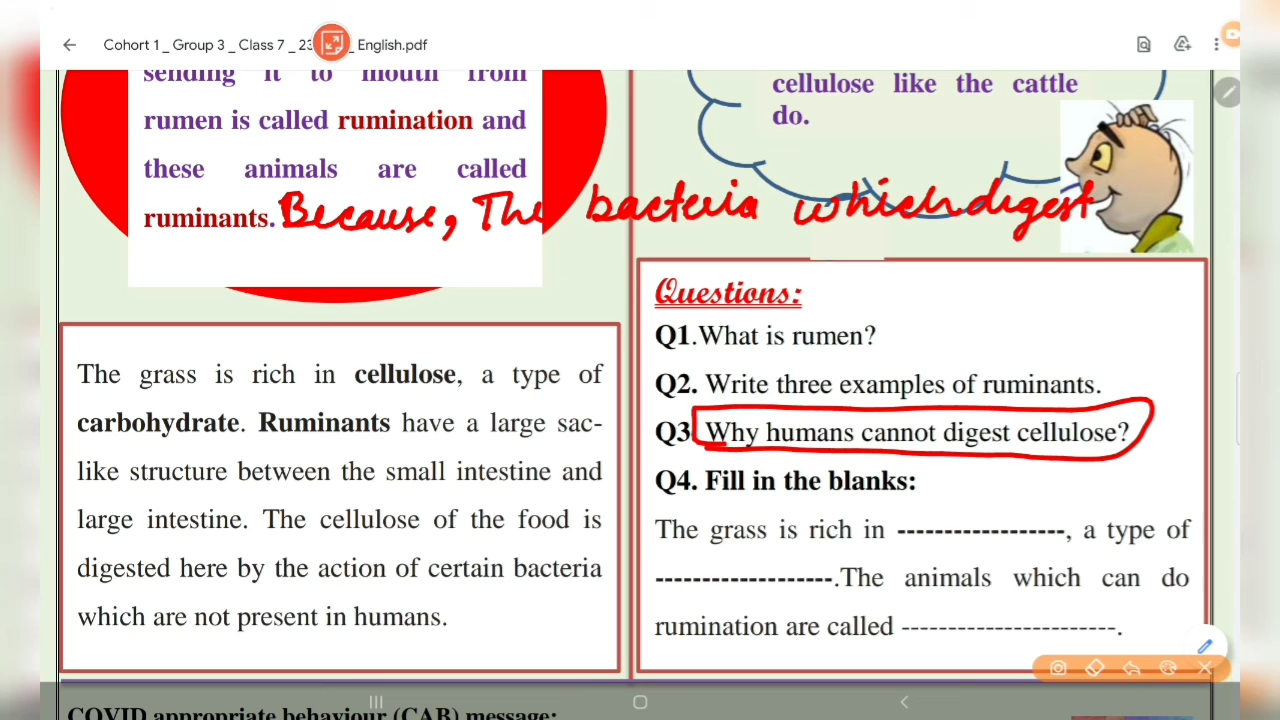 Cohort 1 _ Group 3 _ Class 7 _ 23 _ English.pdf
sending it to mouth from
rumen is called rumination and
these animals are called
ruminants.
cellulose like the cattle
do.
Because, The bacteria which digest
The grass is rich in cellulose, a type of
carbohydrate. Ruminants have a large sac-
like structure between the small intestine and
large intestine. The cellulose of the food is
digested here by the action of certain bacteria
which are not present in humans.
Questions:
Q1.What is rumen?
Q2. Write three examples of ruminants.
Q3 Why humans cannot digest cellulose?
Q4. Fill in the blanks:
The grass is rich in ------------------, a type of
-------------------.The animals which can do
rumination are called -----------------------.
COVID appropriate behaviour (CAB) message: